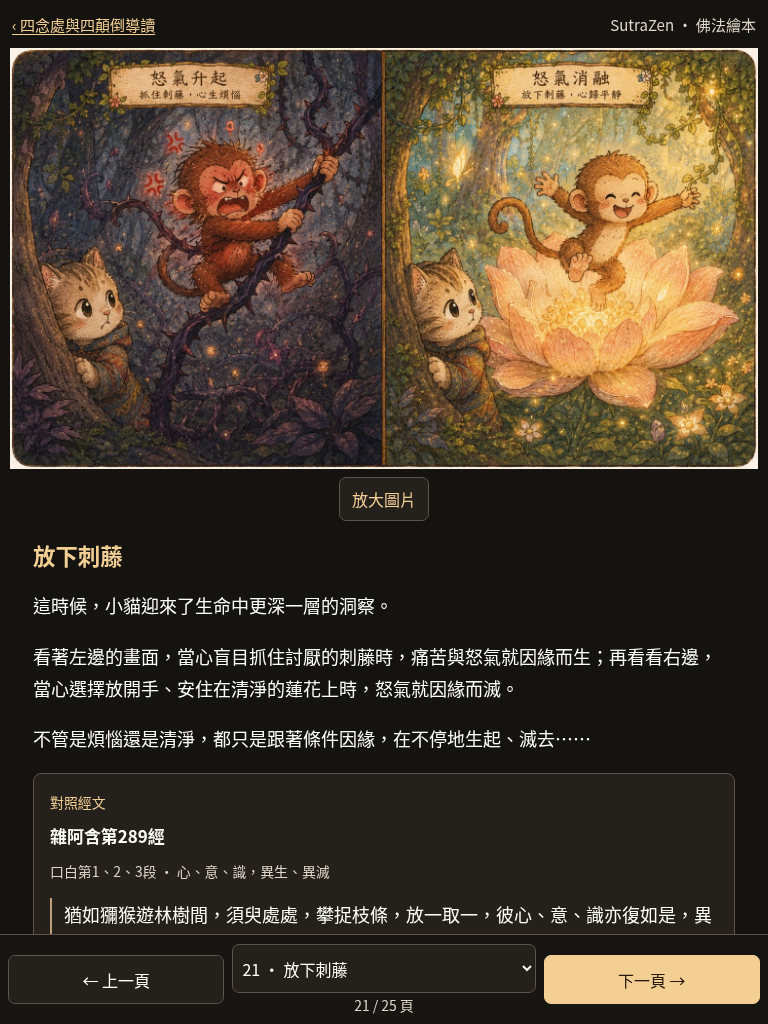 ‹ 四念處與四顛倒導讀
SutraZen · 佛法繪本
怒氣升起
抓住刺藤，心生煩惱
怒氣消融
放下刺藤，心歸平靜
放大圖片
放下刺藤
這時候，小貓迎來了生命中更深一層的洞察。
看著左邊的畫面，當心盲目抓住討厭的刺藤時，痛苦與怒氣就因緣而生；再看看右邊，
當心選擇放開手、安住在清淨的蓮花上時，怒氣就因緣而滅。
不管是煩惱還是清淨，都只是跟著條件因緣，在不停地生起、滅去⋯⋯
對照經文
雜阿含第289經
口白第1、2、3段 · 心、意、識，異生、異滅
猶如獼猴遊林樹間，須臾處處，攀捉枝條，放一取一，彼心、意、識亦復如是，異
← 上一頁
21 · 放下刺藤
21 / 25 頁
下一頁 →